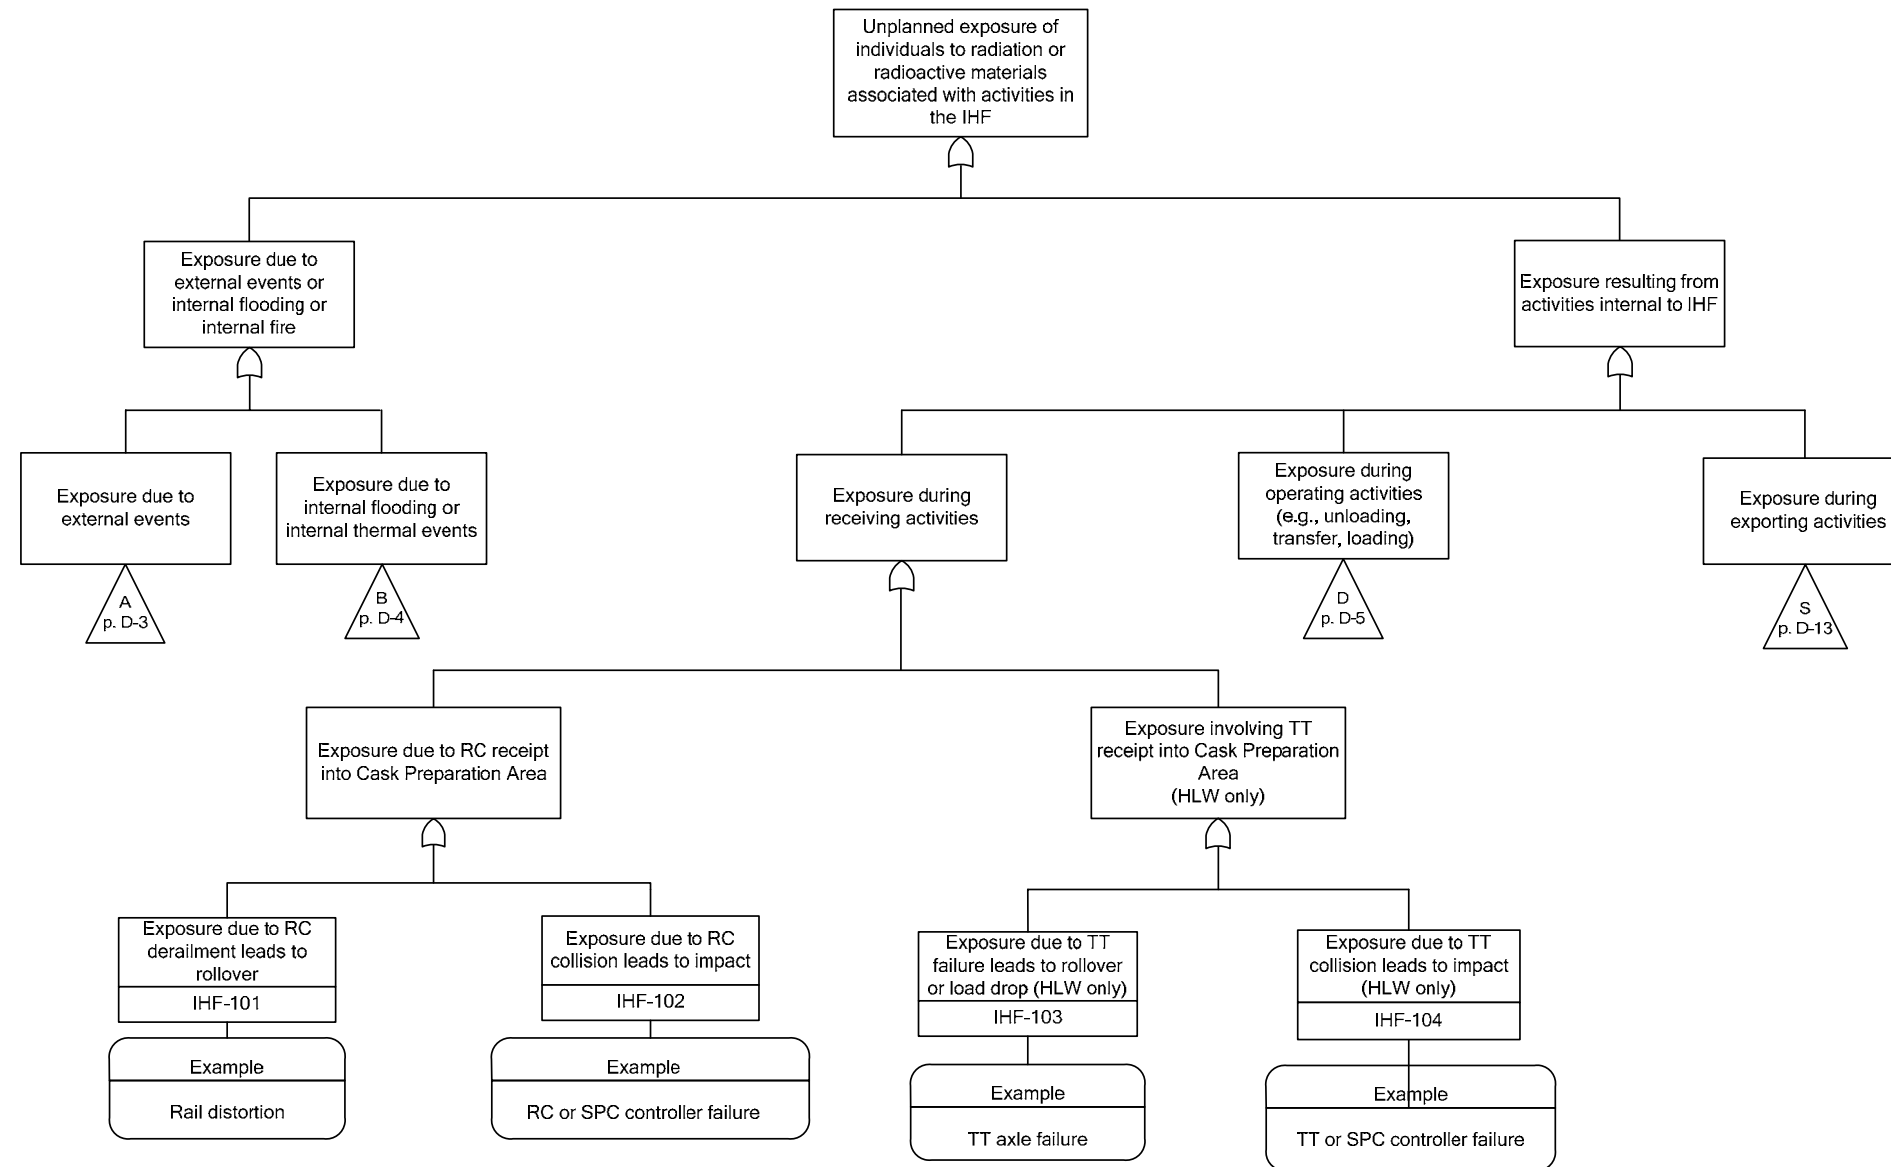 Unplanned exposure of
individuals to radiation or
radioactive materials
associated with activities in
the IHF
Exposure due to
external events or
internal flooding or
internal fire
Exposure resulting from
activities internal to IHF
Exposure due to
external events
Exposure due to
internal flooding or
internal thermal events
Exposure during
receiving activities
Exposure during
operating activities
(e.g., unloading,
transfer, loading)
Exposure during
exporting activities
A
p. D-3
B
p. D-4
D
p. D-5
S
p. D-13
Exposure due to RC receipt
into Cask Preparation Area
Exposure involving TT
receipt into Cask Preparation
Area
(HLW only)
Exposure due to RC
derailment leads to
rollover
IHF-101
Exposure due to RC
collision leads to impact
IHF-102
Exposure due to TT
failure leads to rollover
or load drop (HLW only)
IHF-103
Exposure due to TT
collision leads to impact
(HLW only)
IHF-104
Example
Rail distortion
Example
RC or SPC controller failure
Example
TT axle failure
Example
TT or SPC controller failure